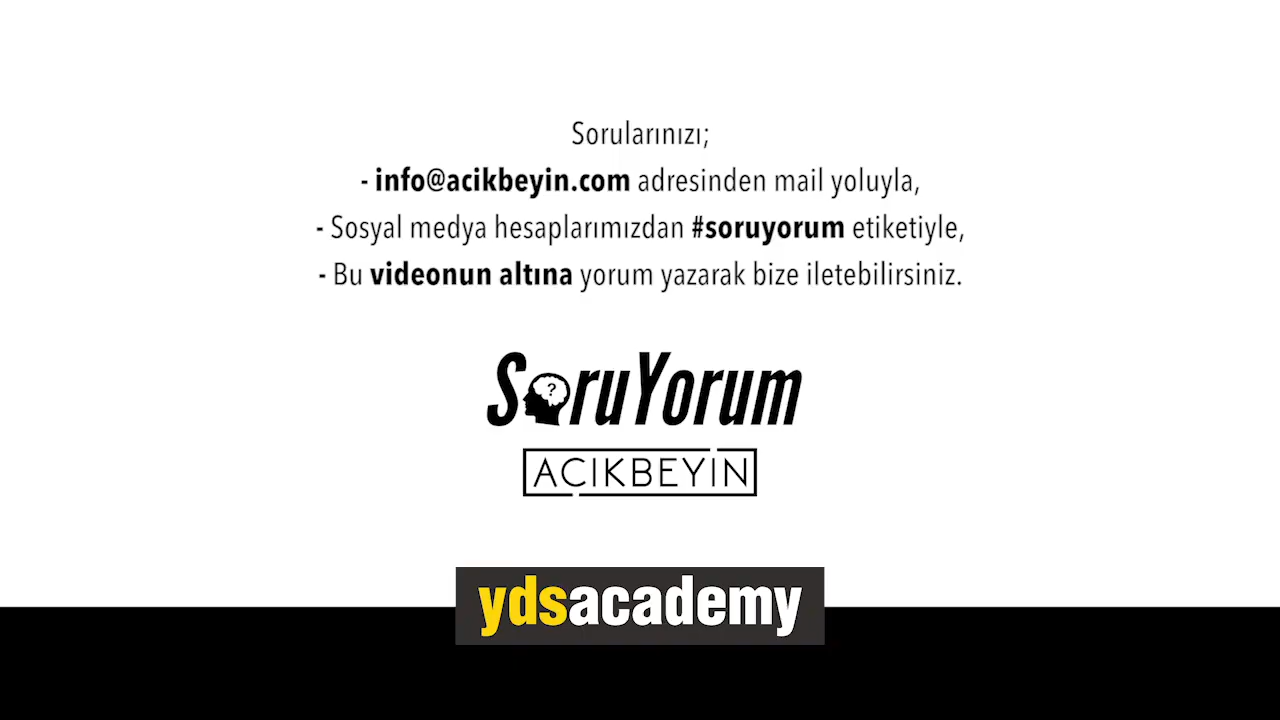 Sorularınızı;
- info@acikbeyin.com adresinden mail yoluyla,
- Sosyal medya hesaplarımızdan #soruyorum etiketiyle,
- Bu videonun altına yorum yazarak bize iletebilirsiniz.
SoruYorum
AÇIKBEYİN
ydsacademy